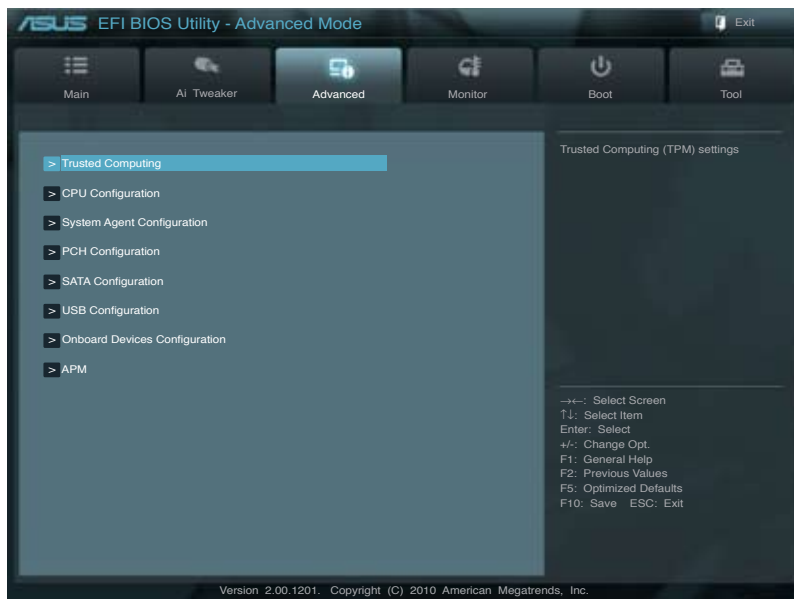 ASUS EFI BIOS Utility - Advanced Mode
Exit
Main
Ai Tweaker
Advanced
Monitor
Boot
Tool
> Trusted Computing
> CPU Configuration
> System Agent Configuration
> PCH Configuration
> SATA Configuration
> USB Configuration
> Onboard Devices Configuration
> APM
Trusted Computing (TPM) settings
→←: Select Screen
↑↓: Select Item
Enter: Select
+/-: Change Opt.
F1: General Help
F2: Previous Values
F5: Optimized Defaults
F10: Save ESC: Exit
Version 2.00.1201. Copyright (C) 2010 American Megatrends, Inc.